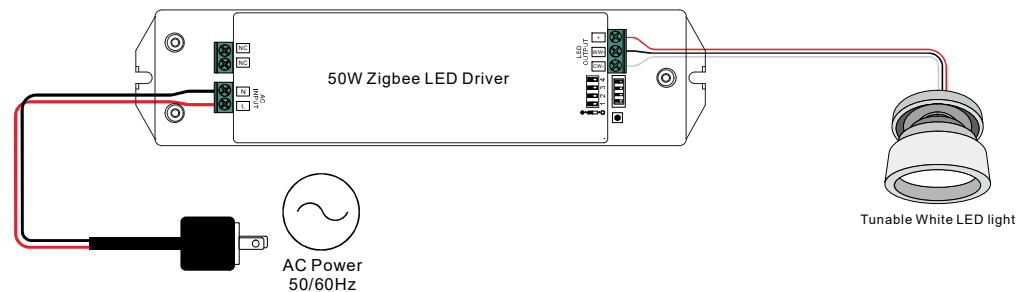 NC
NC
N
L
AC
INPUT
50W Zigbee LED Driver
LED
OUTPUT
+
WW-
CW-
1 2 3 4
Tunable White LED light
AC Power
50/60Hz